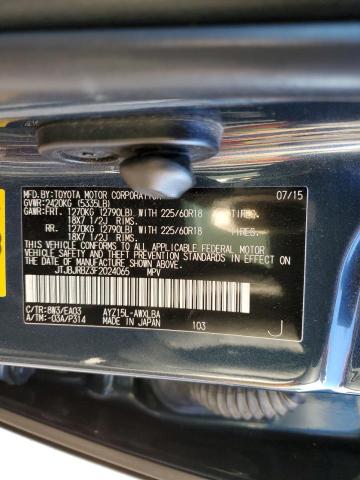 MFD.BY:TOYOTA MOTOR CORPORATION 07/15
GVWR:2420KG (5335LB)
GAWR:FRT. 1270KG (2790LB) WITH 225/60R18 TIRES,
18X7 1/2J RIMS.
RR. 1270KG (2790LB) WITH 225/60R18 TIRES,
18X7 1/2J RIMS.
THIS VEHICLE CONFORMS TO ALL APPLICABLE FEDERAL MOTOR
VEHICLE SAFETY, BUMPER, AND THEFT PREVENTION STANDARDS IN
EFFECT ON THE DATE OF MANUFACTURE SHOWN ABOVE.
JTJBJRBZ3F2024065 MPV
C/TR:8W3/EA03 AYZ15L-AWXLBA
A/TM:-03A/P314 MADE IN JAPAN 103 J